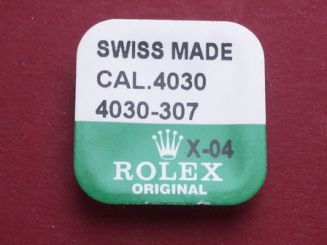 SWISS MADE
CAL.4030
4030-307
X-04
ROLEX
ORIGINAL